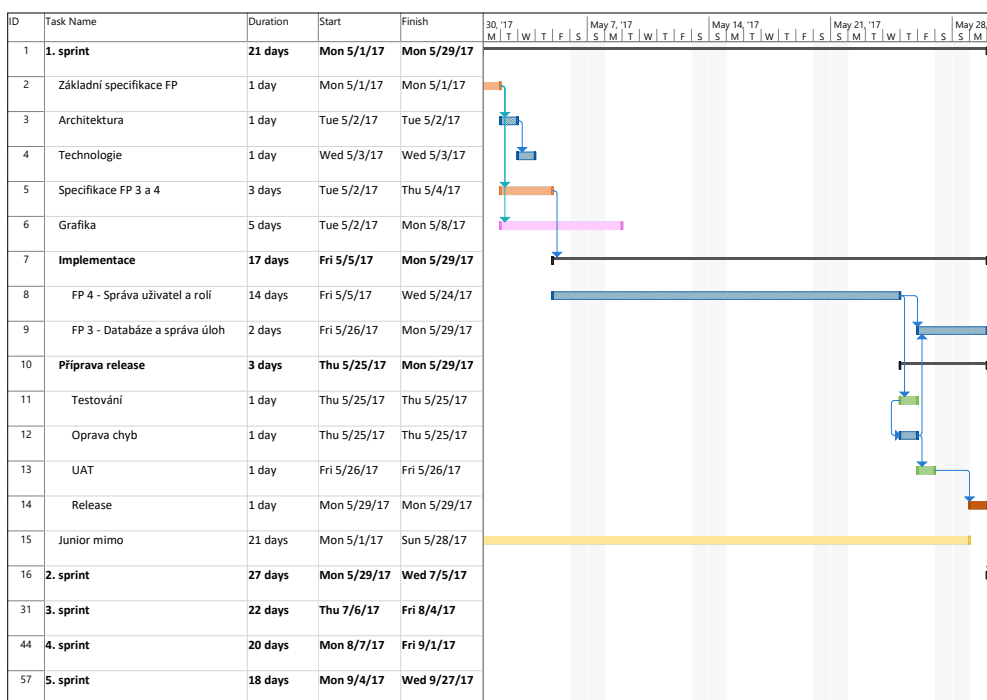 ID Task Name Duration Start Finish 30, '17 May 7, '17 May 14, '17 May 21, '17 May 28,
M T W T F S S M T W T F S S M T W T F S S M T W T F S S M
1 1. sprint 21 days Mon 5/1/17 Mon 5/29/17
2 Základní specifikace FP 1 day Mon 5/1/17 Mon 5/1/17
3 Architektura 1 day Tue 5/2/17 Tue 5/2/17
4 Technologie 1 day Wed 5/3/17 Wed 5/3/17
5 Specifikace FP 3 a 4 3 days Tue 5/2/17 Thu 5/4/17
6 Grafika 5 days Tue 5/2/17 Mon 5/8/17
7 Implementace 17 days Fri 5/5/17 Mon 5/29/17
8 FP 4 - Správa uživatel a rolí 14 days Fri 5/5/17 Wed 5/24/17
9 FP 3 - Databáze a správa úloh 2 days Fri 5/26/17 Mon 5/29/17
10 Příprava release 3 days Thu 5/25/17 Mon 5/29/17
11 Testování 1 day Thu 5/25/17 Thu 5/25/17
12 Oprava chyb 1 day Thu 5/25/17 Thu 5/25/17
13 UAT 1 day Fri 5/26/17 Fri 5/26/17
14 Release 1 day Mon 5/29/17 Mon 5/29/17
15 Junior mimo 21 days Mon 5/1/17 Sun 5/28/17
16 2. sprint 27 days Mon 5/29/17 Wed 7/5/17
31 3. sprint 22 days Thu 7/6/17 Fri 8/4/17
44 4. sprint 20 days Mon 8/7/17 Fri 9/1/17
57 5. sprint 18 days Mon 9/4/17 Wed 9/27/17